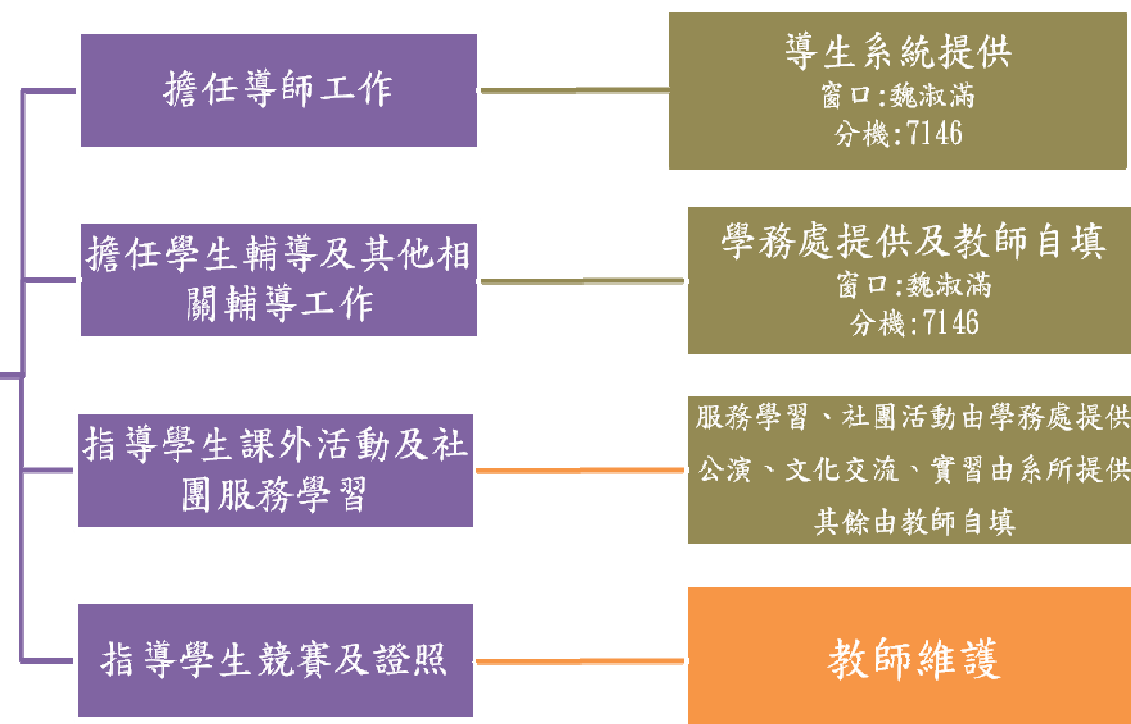 擔任導師工作
導生系統提供
窗口:魏淑滿
分機:7146
擔任學生輔導及其他相
關輔導工作
學務處提供及教師自填
窗口:魏淑滿
分機:7146
指導學生課外活動及社
團服務學習
服務學習、社團活動由學務處提供
公演、文化交流、實習由系所提供
其餘由教師自填
指導學生競賽及證照
教師維護